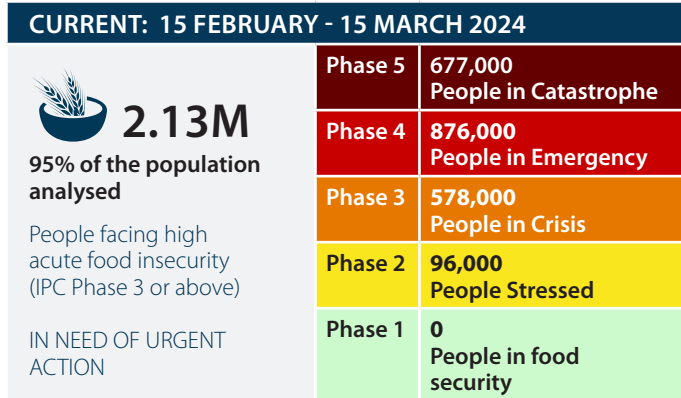 CURRENT: 15 FEBRUARY - 15 MARCH 2024
2.13M
95% of the population
analysed
People facing high
acute food insecurity
(IPC Phase 3 or above)
IN NEED OF URGENT
ACTION
Phase 5
677,000
People in Catastrophe
Phase 4
876,000
People in Emergency
Phase 3
578,000
People in Crisis
Phase 2
96,000
People Stressed
Phase 1
0
People in food
security